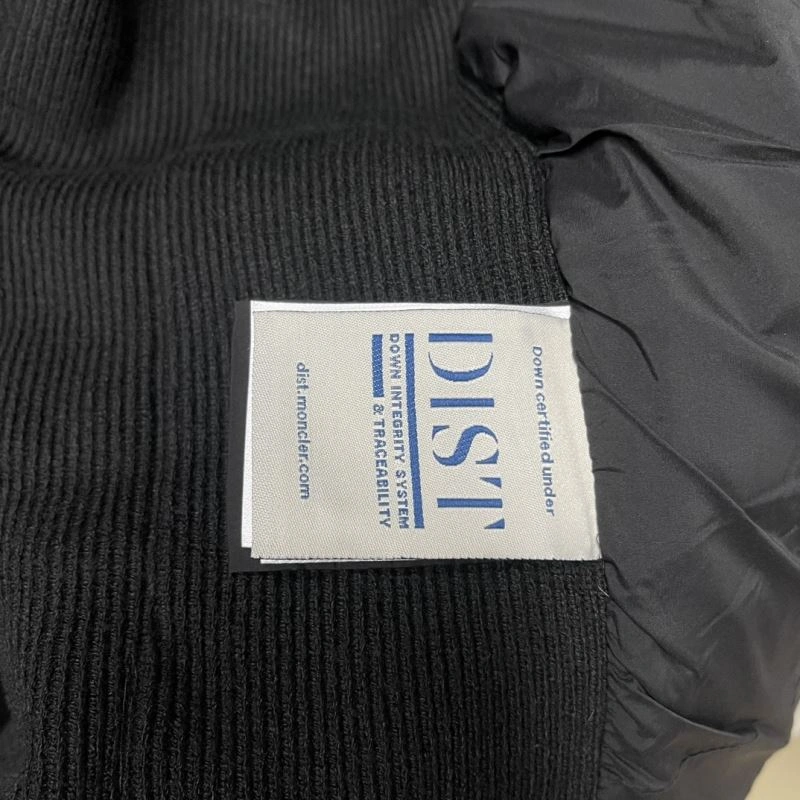 Down certified under
DIST
DOWN INTEGRITY SYSTEM
& TRACEABILITY
dist.moncler.com